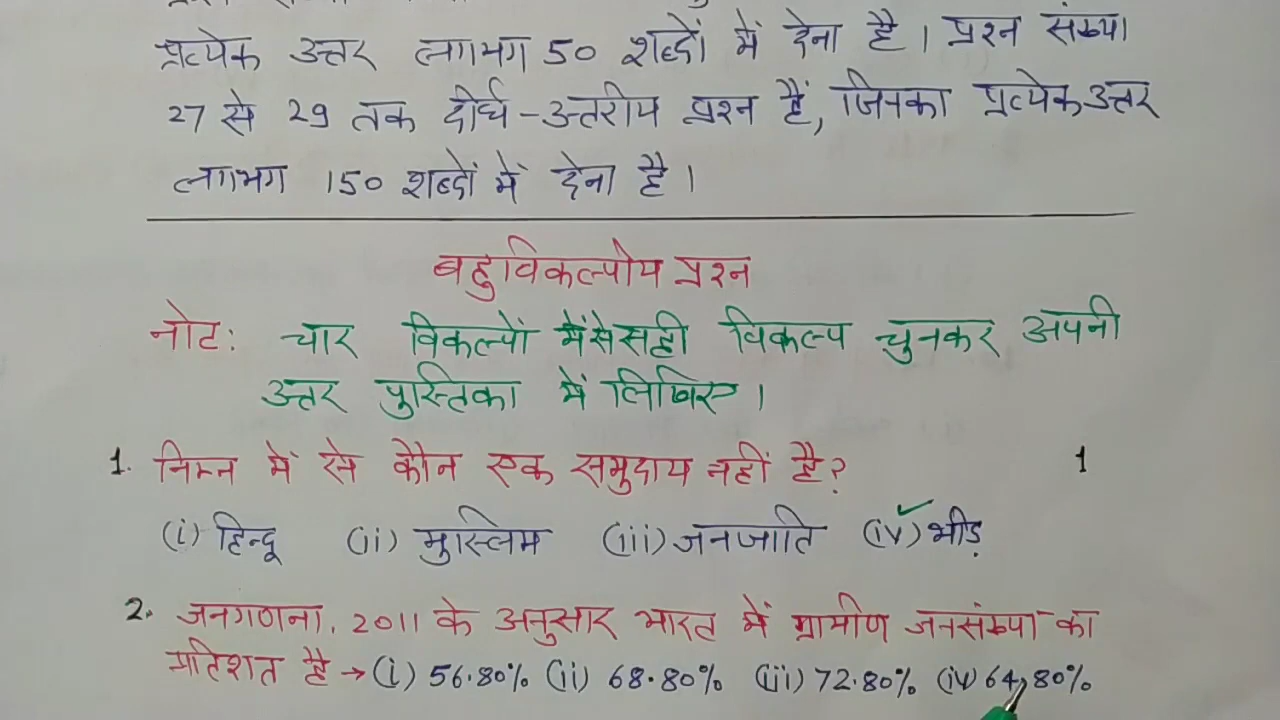 प्रत्येक उत्तर लगभग 50 शब्दों में देना है। प्रश्न संख्या
27 से 29 तक दीर्घ-उत्तरीय प्रश्न हैं, जिनका प्रत्येक उत्तर
लगभग 150 शब्दों में देना है।
बहुविकल्पीय प्रश्न
नोट: चार विकल्पों में से सही विकल्प चुनकर अपनी
उत्तर पुस्तिका में लिखिए।
1. निम्न में से कौन एक समुदाय नहीं है? 1
(i) हिन्दू (ii) मुस्लिम (iii) जनजाति (iv) भीड़
2. जनगणना, 2011 के अनुसार भारत में ग्रामीण जनसंख्या का
प्रतिशत है → (i) 56.80% (ii) 68.80% (iii) 72.80% (iv) 64.80%